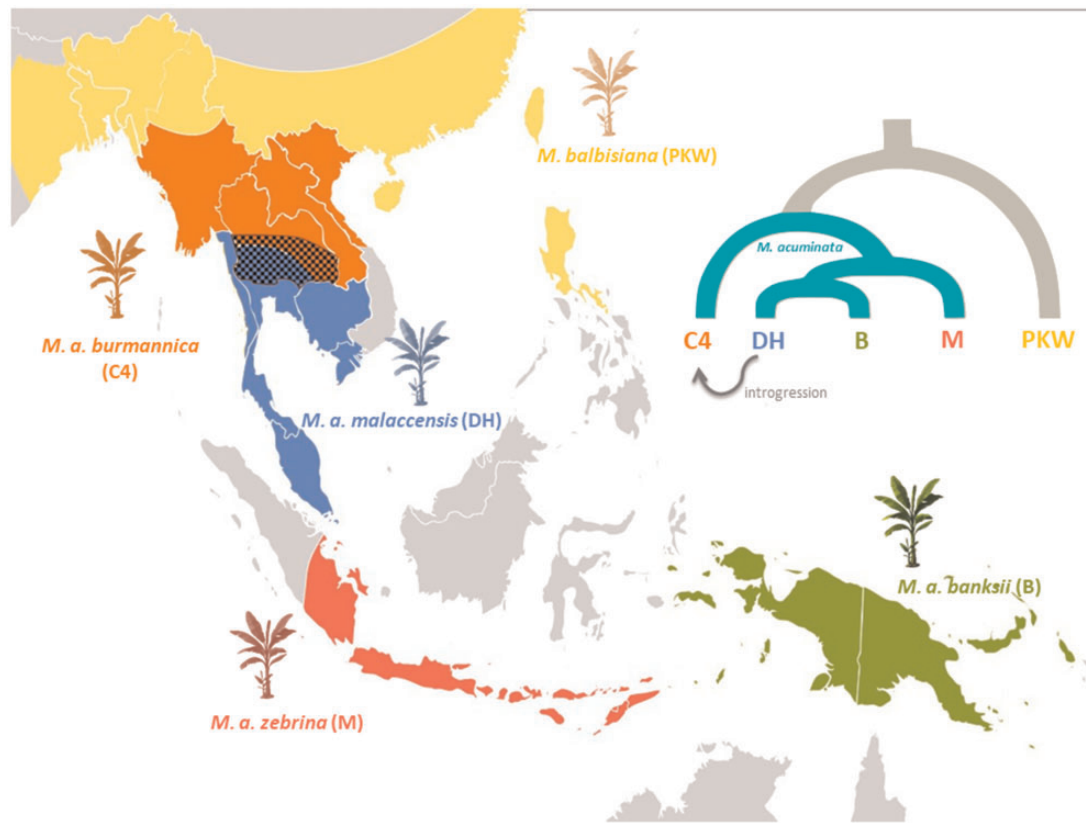 M. balbisiana (PKW)
M. acuminata
C4 DH B M PKW
introgression
M. a. burmannica
(C4)
M. a. malaccensis (DH)
M. a. banksii (B)
M. a. zebrina (M)